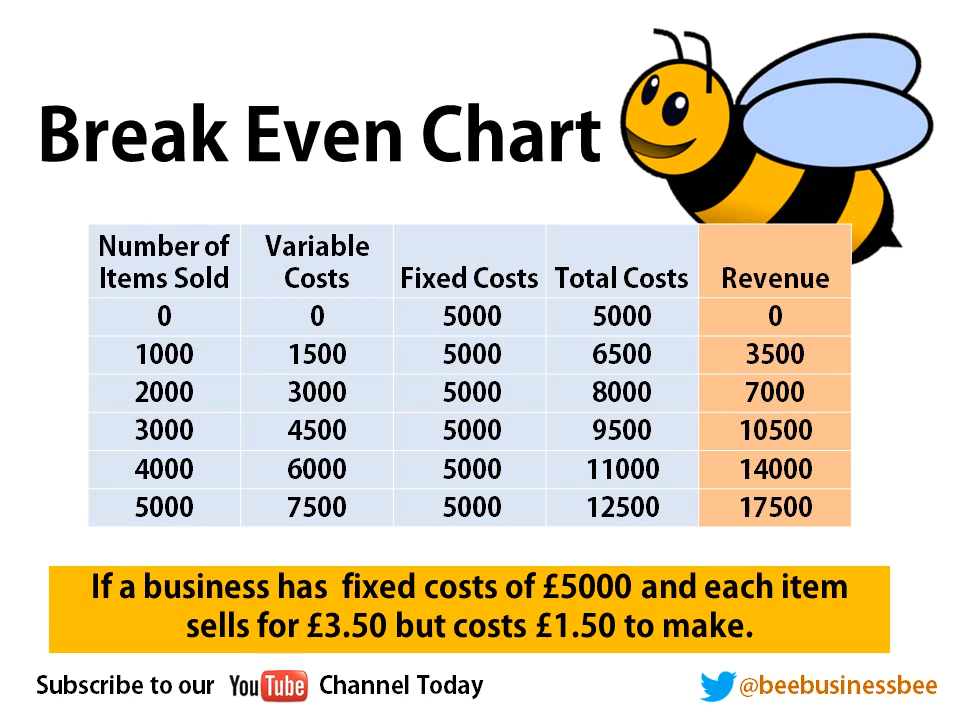 Break Even Chart
Number of Items Sold Variable Costs Fixed Costs Total Costs Revenue
0 0 5000 5000 0
1000 1500 5000 6500 3500
2000 3000 5000 8000 7000
3000 4500 5000 9500 10500
4000 6000 5000 11000 14000
5000 7500 5000 12500 17500
If a business has fixed costs of £5000 and each item
sells for £3.50 but costs £1.50 to make.
Subscribe to our YouTube Channel Today @beebusinessbee